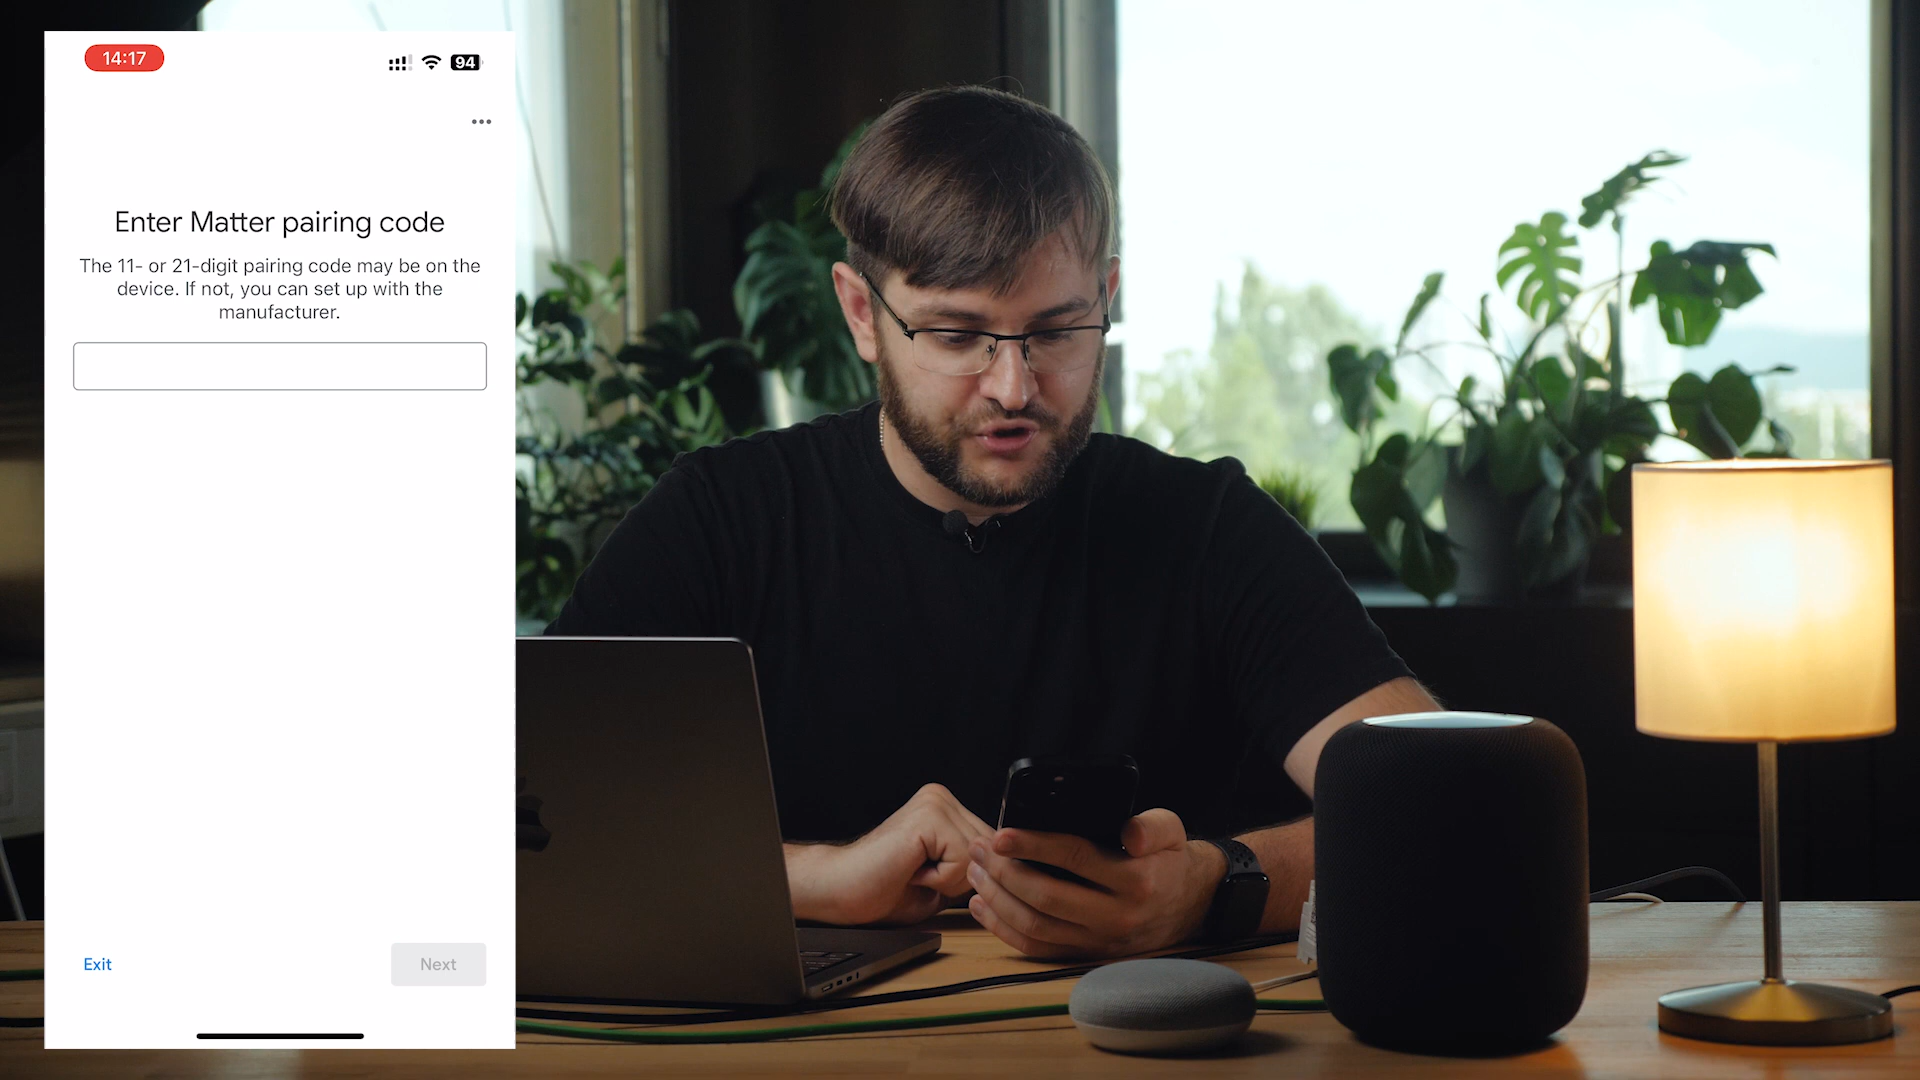 14:17
94
Enter Matter pairing code
The 11- or 21-digit pairing code may be on the
device. If not, you can set up with the
manufacturer.
Exit
Next